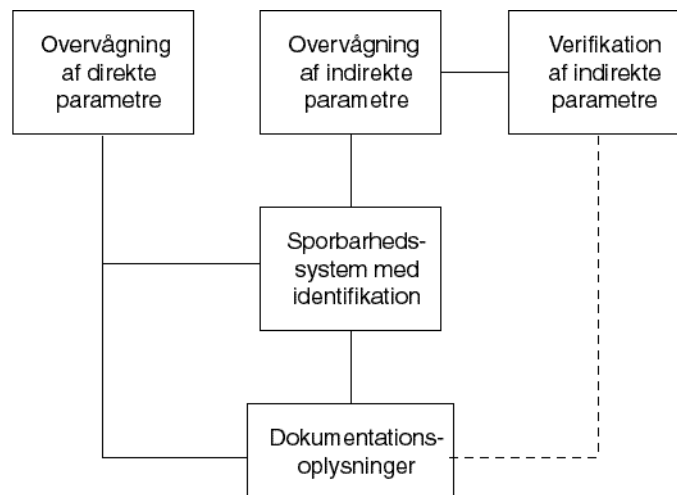 Overvågning
af direkte
parametre
Overvågning
af indirekte
parametre
Verifikation
af indirekte
parametre
Sporbarheds-
system med
identifikation
Dokumentations-
oplysninger